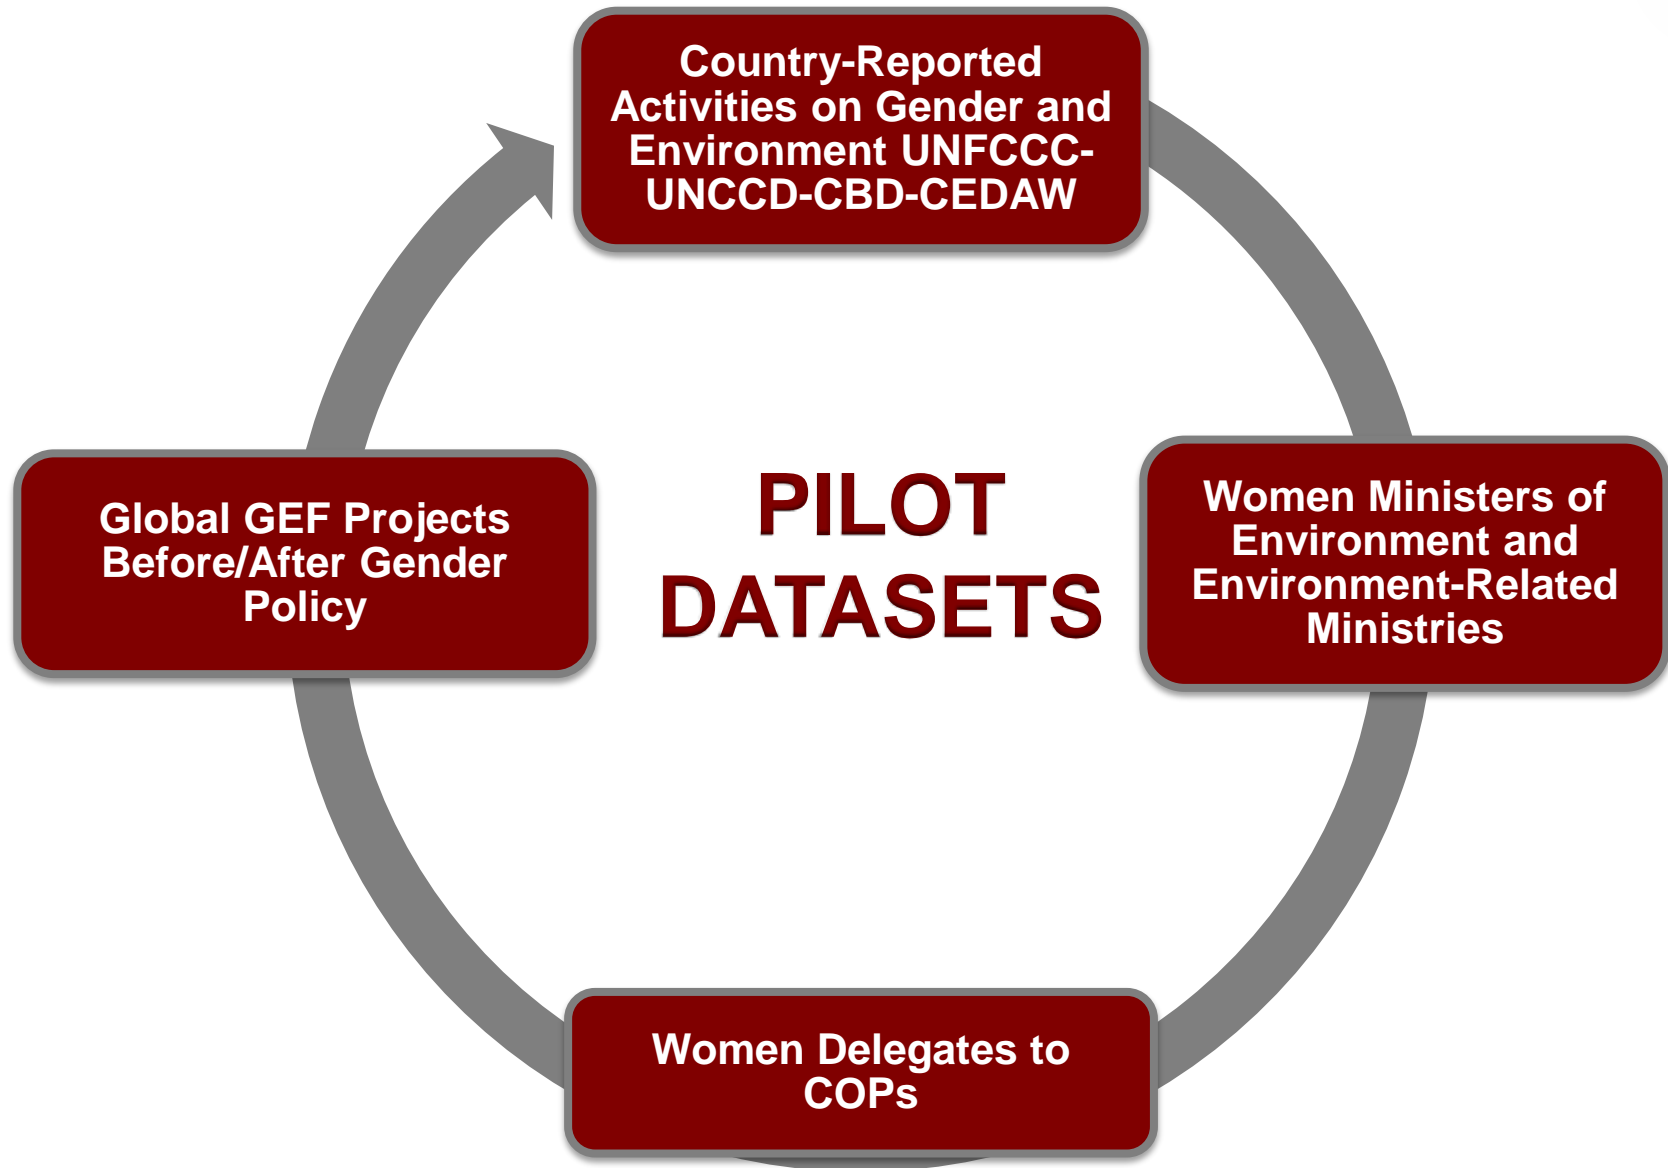 Country-Reported
Activities on Gender and
Environment UNFCCC-
UNCCD-CBD-CEDAW
Global GEF Projects
Before/After Gender
Policy
PILOT
DATASETS
Women Ministers of
Environment and
Environment-Related
Ministries
Women Delegates to
COPs